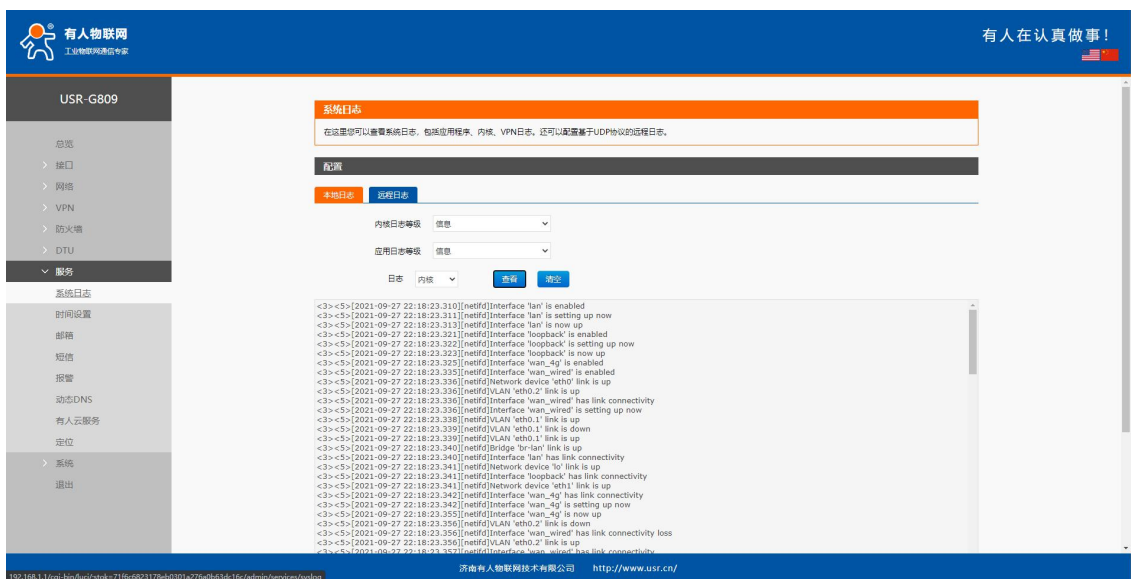 有人物联网
工业物联网通信专家
有人在认真做事！
USR-G809
总览
接口
网络
VPN
防火墙
DTU
服务
系统日志
时间设置
邮箱
短信
报警
动态DNS
有人云服务
定位
系统
退出
系统日志
在这里您可以查看系统日志，包括应用程序、内核、VPN日志。还可以配置基于UDP协议的远程日志。
配置
本地日志 远程日志
内核日志等级 信息
应用日志等级 信息
日志 内核 查看 清空
<3><5>[2021-09-27 22:18:23.310][netifd]Interface 'lan' is enabled
<3><5>[2021-09-27 22:18:23.311][netifd]Interface 'lan' is setting up now
<3><5>[2021-09-27 22:18:23.313][netifd]Interface 'lan' is now up
<3><5>[2021-09-27 22:18:23.321][netifd]Interface 'loopback' is enabled
<3><5>[2021-09-27 22:18:23.322][netifd]Interface 'loopback' is setting up now
<3><5>[2021-09-27 22:18:23.323][netifd]Interface 'loopback' is now up
<3><5>[2021-09-27 22:18:23.325][netifd]Interface 'wan_4g' is enabled
<3><5>[2021-09-27 22:18:23.335][netifd]Interface 'wan_wired' is enabled
<3><5>[2021-09-27 22:18:23.336][netifd]Network device 'eth0' link is up
<3><5>[2021-09-27 22:18:23.336][netifd]VLAN 'eth0.2' link is up
<3><5>[2021-09-27 22:18:23.336][netifd]Interface 'wan_wired' has link connectivity
<3><5>[2021-09-27 22:18:23.336][netifd]Interface 'wan_wired' is setting up now
<3><5>[2021-09-27 22:18:23.338][netifd]VLAN 'eth0.1' link is up
<3><5>[2021-09-27 22:18:23.339][netifd]VLAN 'eth0.1' link is down
<3><5>[2021-09-27 22:18:23.339][netifd]VLAN 'eth0.1' link is up
<3><5>[2021-09-27 22:18:23.340][netifd]Bridge 'br-lan' link is up
<3><5>[2021-09-27 22:18:23.340][netifd]Interface 'lan' has link connectivity
<3><5>[2021-09-27 22:18:23.341][netifd]Network device 'lo' link is up
<3><5>[2021-09-27 22:18:23.341][netifd]Interface 'loopback' has link connectivity
<3><5>[2021-09-27 22:18:23.341][netifd]Network device 'eth1' link is up
<3><5>[2021-09-27 22:18:23.342][netifd]Interface 'wan_4g' has link connectivity
<3><5>[2021-09-27 22:18:23.342][netifd]Interface 'wan_4g' is setting up now
<3><5>[2021-09-27 22:18:23.355][netifd]Interface 'wan_4g' is now up
<3><5>[2021-09-27 22:18:23.356][netifd]VLAN 'eth0.2' link is down
<3><5>[2021-09-27 22:18:23.356][netifd]Interface 'wan_wired' has link connectivity loss
<3><5>[2021-09-27 22:18:23.356][netifd]VLAN 'eth0.2' link is up
<3><5>[2021-09-27 22:18:23.357][netifd]Interface 'wan_wired' has link connectivity
济南有人物联网技术有限公司 http://www.usr.cn/